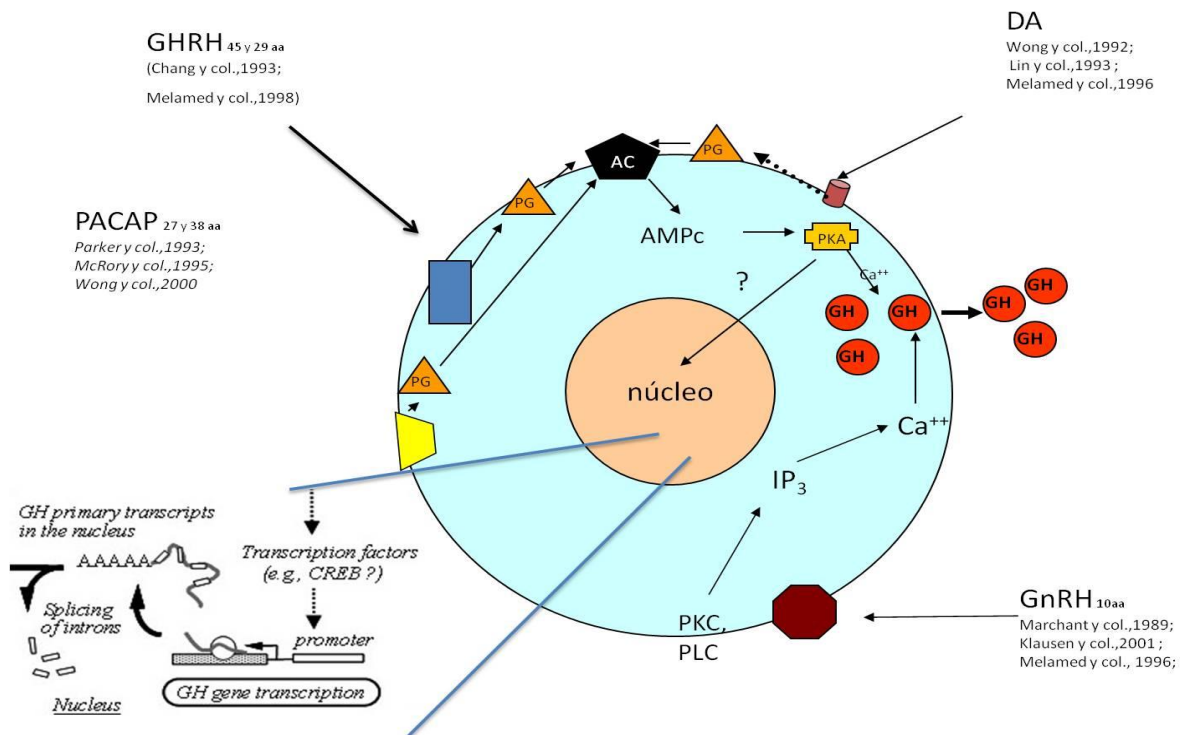 GHRH 45 y 29 aa
(Chang y col.,1993;
Melamed y col.,1998)
DA
Wong y col.,1992;
Lin y col.,1993 ;
Melamed y col.,1996
PACAP 27 y 38 aa
Parker y col.,1993;
McRory y col.,1995;
Wong y col.,2000
AC
PG
PG
AMPc
PKA
Ca++
?
GH
GH
GH
GH
GH
GH
PG
núcleo
Ca++
IP3
PKC,
PLC
GnRH 10aa
Marchant y col.,1989;
Klausen y col.,2001 ;
Melamed y col., 1996;
GH primary transcripts
in the nucleus
AAAAA
Transcription factors
(e.g., CREB ?)
Splicing
of introns
promoter
GH gene transcription
Nucleus